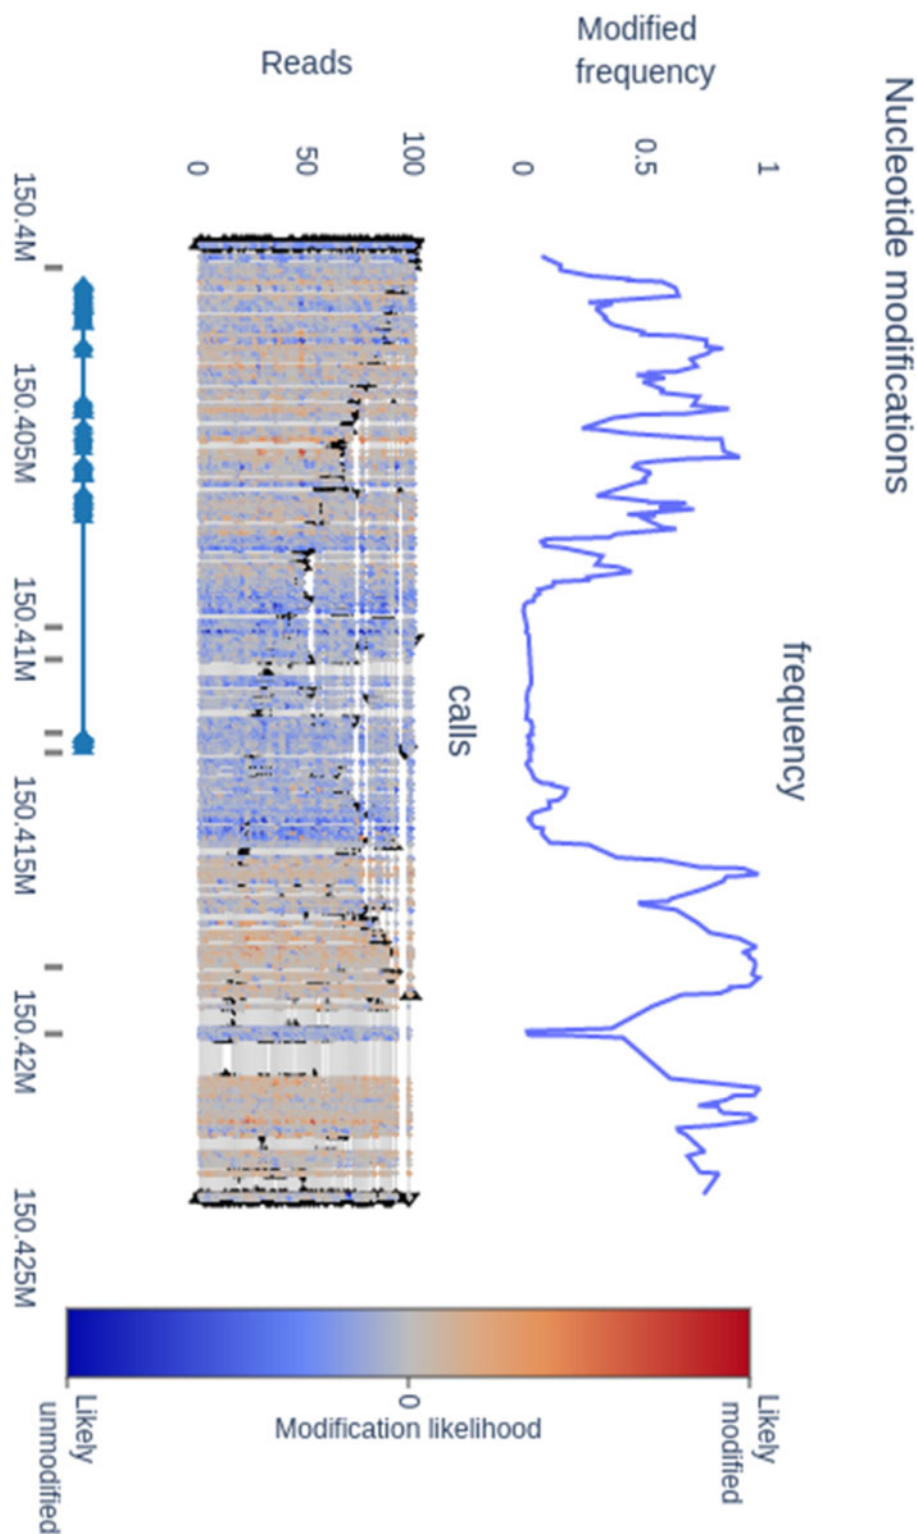 Nucleotide modifications
frequency
Modified
frequency
1
0.5
0
calls
Reads
100
50
0
150.4M
150.405M
150.41M
150.415M
150.42M
150.425M
Likely
modified
0
Modification likelihood
Likely
unmodified